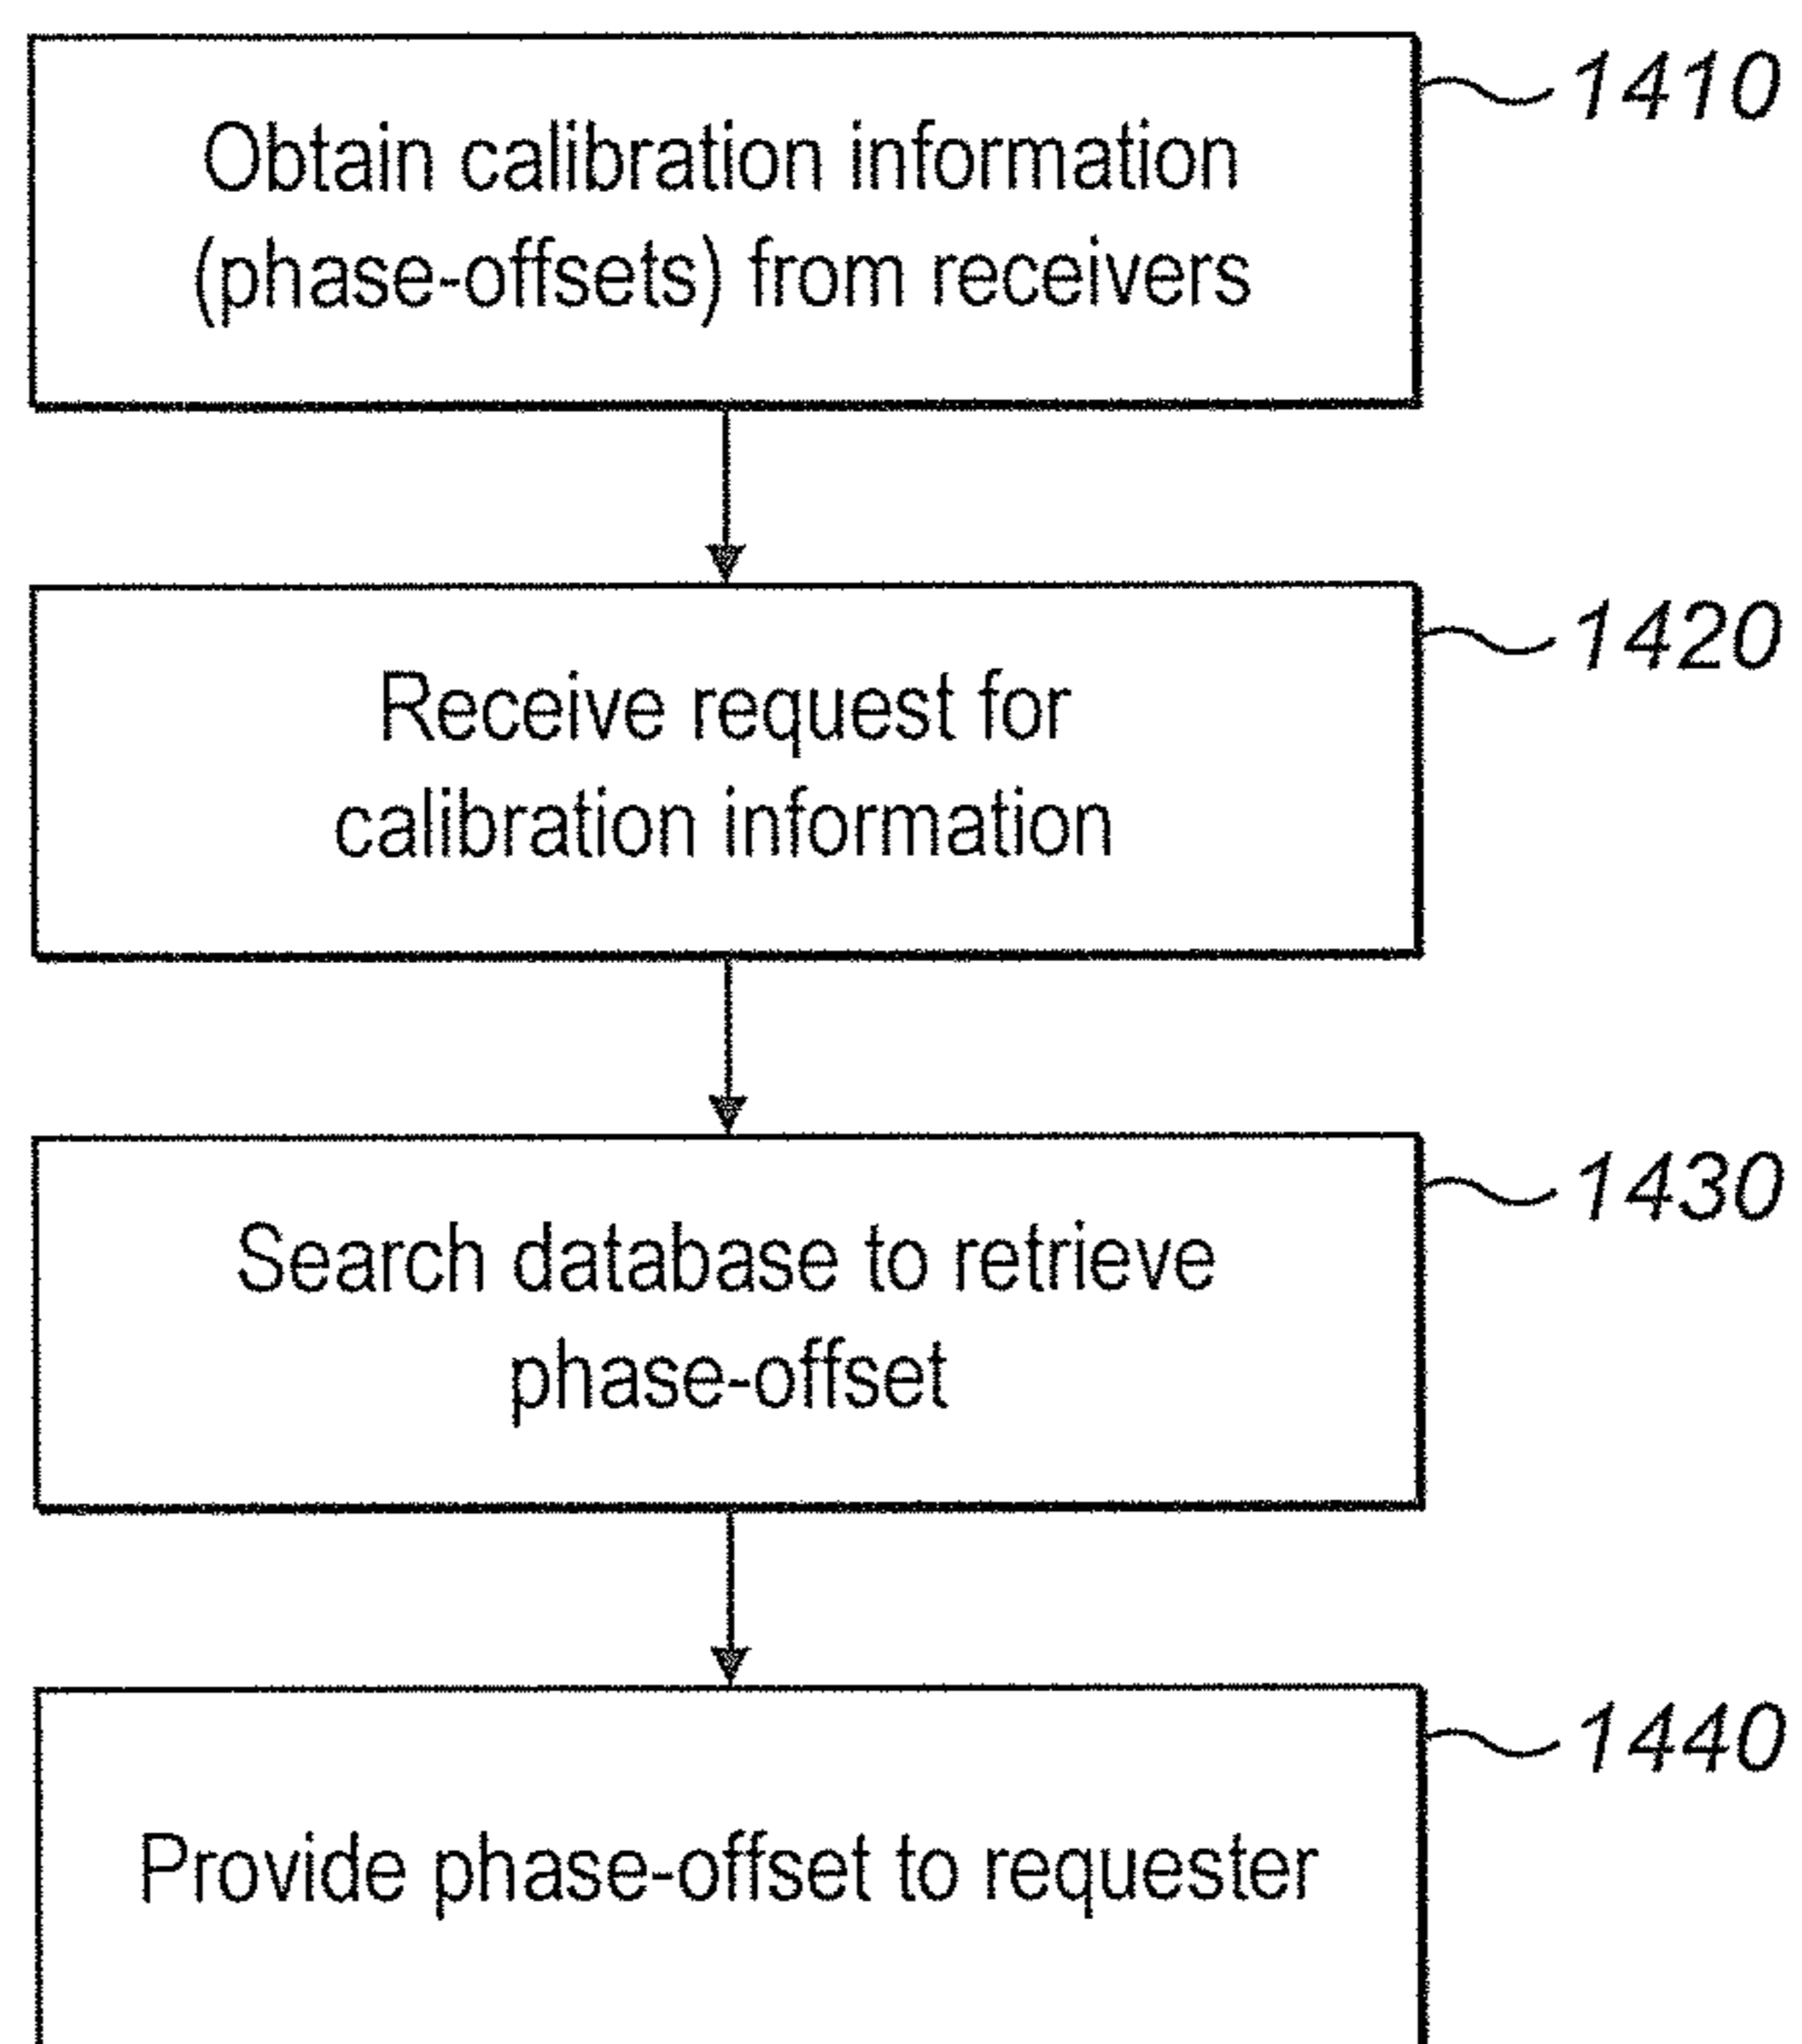 Obtain calibration information
(phase-offsets) from receivers
1410
Receive request for
calibration information
1420
Search database to retrieve
phase-offset
1430
Provide phase-offset to requester
1440